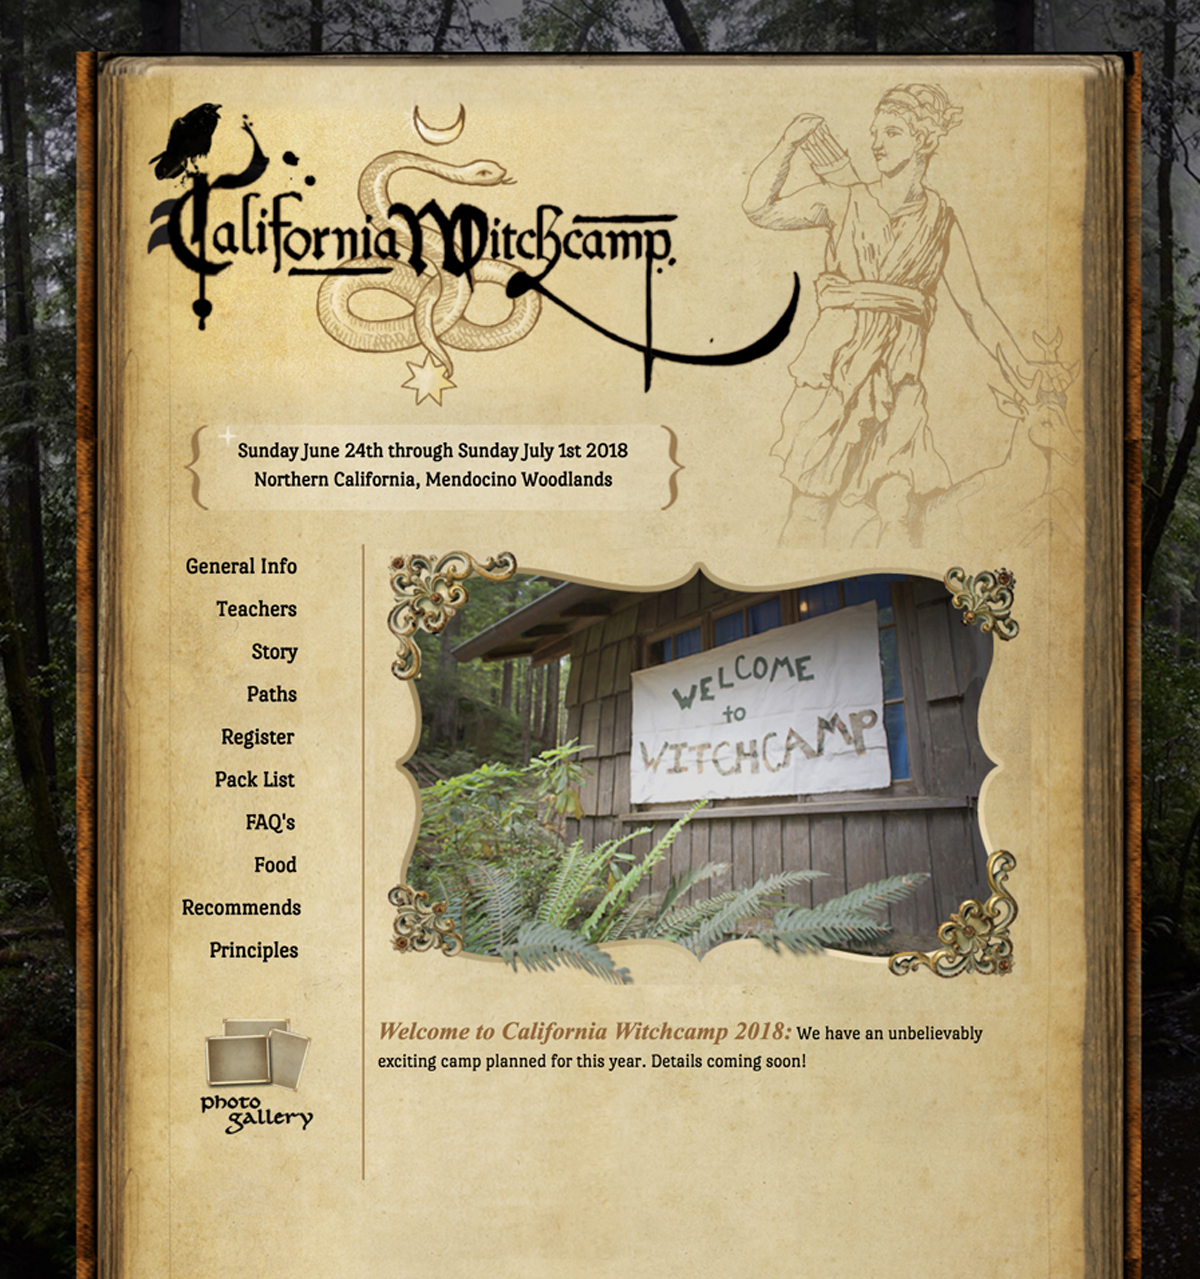 California Witchcamp.
Sunday June 24th through Sunday July 1st 2018
Northern California, Mendocino Woodlands
General Info
Teachers
Story
Paths
Register
Pack List
FAQ's
Food
Recommends
Principles
photo
gallery
WELCOME
to
WITCHCAMP
Welcome to California Witchcamp 2018: We have an unbelievably
exciting camp planned for this year. Details coming soon!